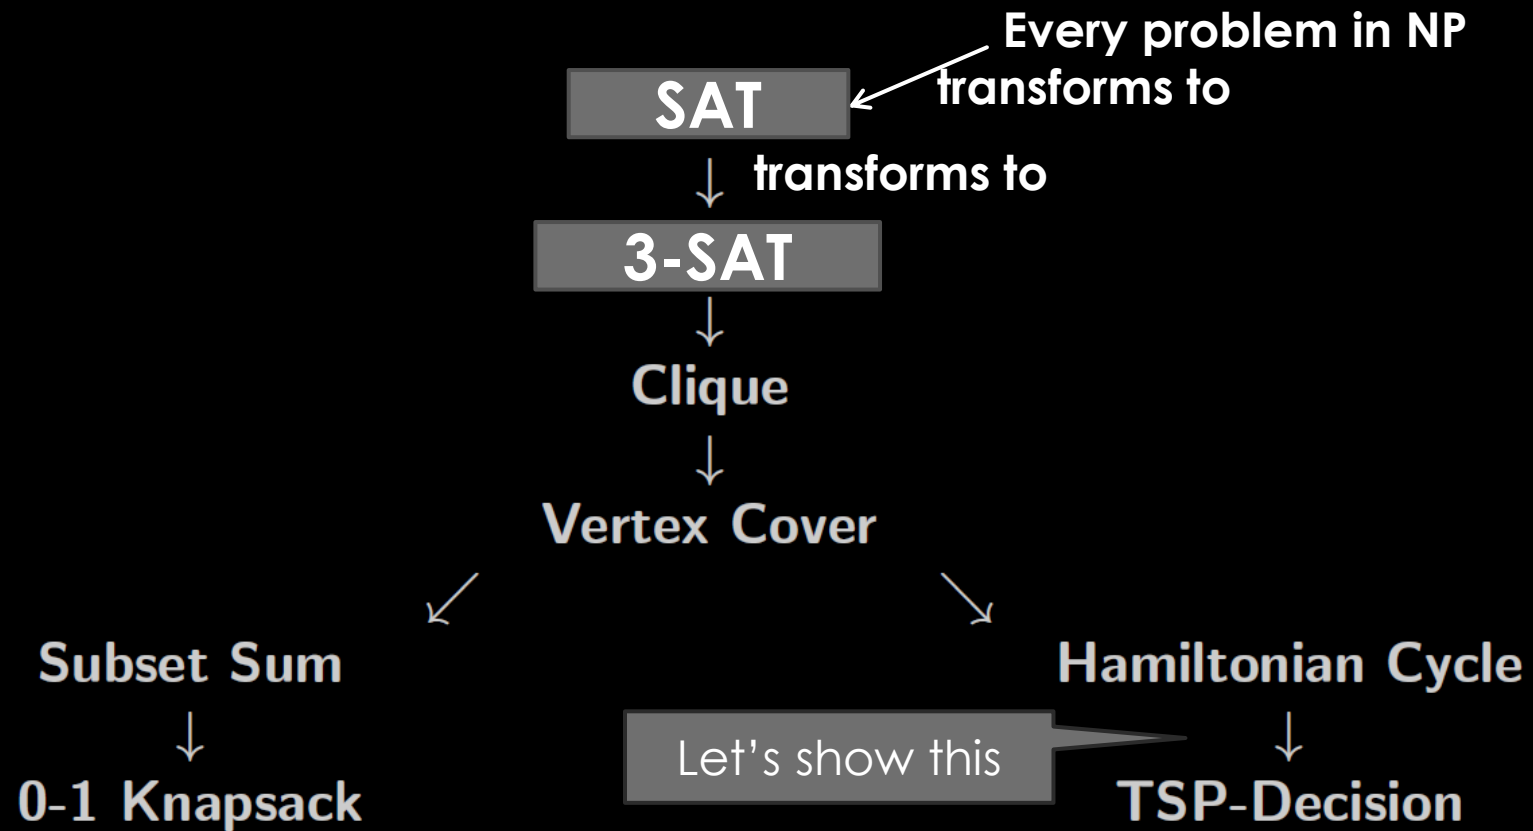 Every problem in NP
transforms to
SAT
transforms to
3-SAT
Clique
Vertex Cover
Subset Sum
Hamiltonian Cycle
Let’s show this
0-1 Knapsack
TSP-Decision